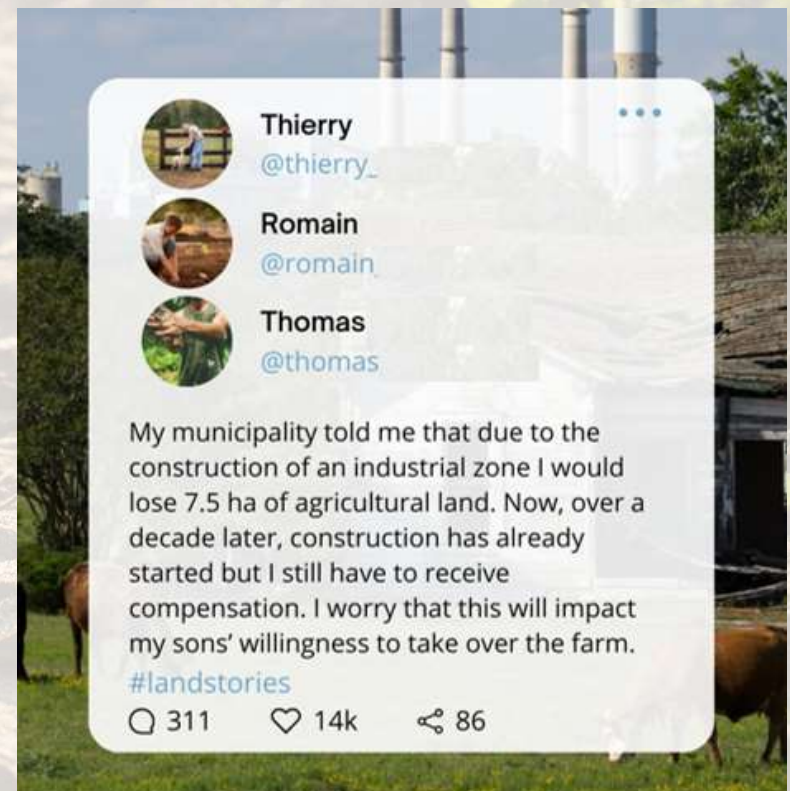 Thierry
@thierry_
Romain
@romain_
Thomas
@thomas
My municipality told me that due to the
construction of an industrial zone I would
lose 7.5 ha of agricultural land. Now, over a
decade later, construction has already
started but I still have to receive
compensation. I worry that this will impact
my sons’ willingness to take over the farm.
#landstories
311 14k 86